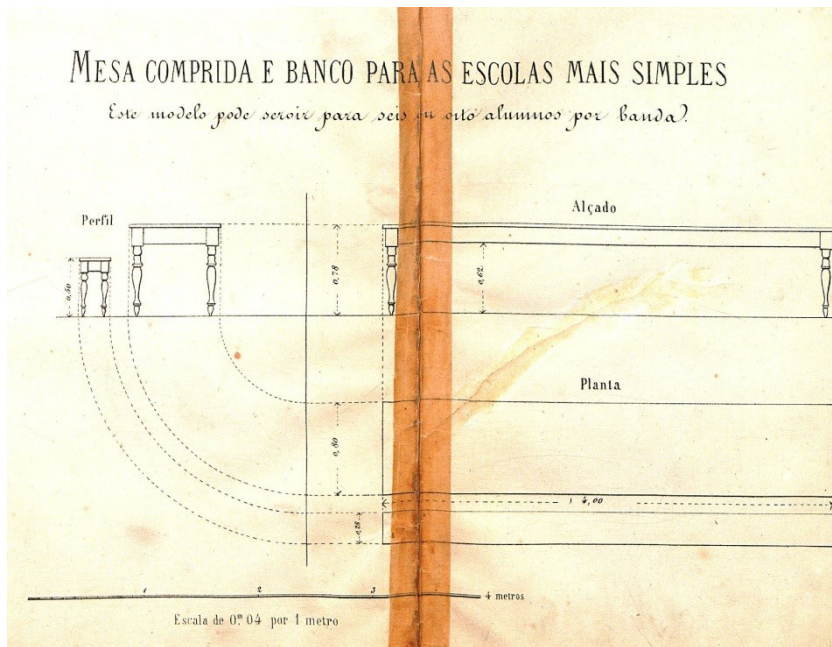 MESA COMPRIDA E BANCO PARA AS ESCOLAS MAIS SIMPLES
Este modelo pode servir para seis ou oito alumnos por banda.
Perfil
Alçado
0,50
0,78
0,62
Planta
0,80
4,00
0,28
1 2 3 4 metros
Escala de 0m 04 por 1 metro